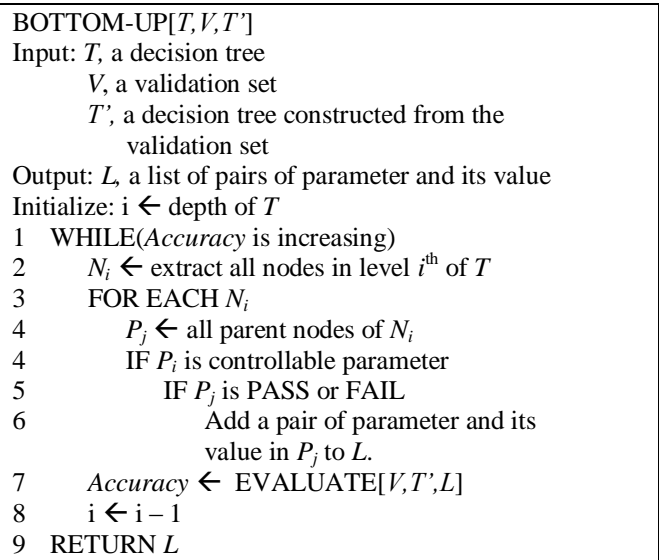 BOTTOM-UP[T,V,T’]
Input: T, a decision tree
V, a validation set
T’, a decision tree constructed from the
validation set
Output: L, a list of pairs of parameter and its value
Initialize: i ← depth of T
1 WHILE(Accuracy is increasing)
2 Ni ← extract all nodes in level ith of T
3 FOR EACH Ni
4 Pj ← all parent nodes of Ni
4 IF Pi is controllable parameter
5 IF Pj is PASS or FAIL
6 Add a pair of parameter and its
value in Pj to L.
7 Accuracy ← EVALUATE[V,T’,L]
8 i ← i – 1
9 RETURN L